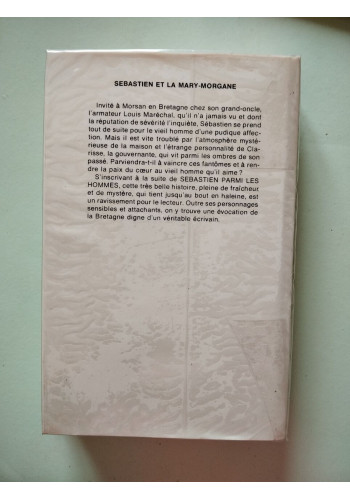 SEBASTIEN ET LA MARY-MORGANE
Invité à Morsan en Bretagne chez son grand-oncle,
l'armateur Louis Maréchal, qu'il n'a jamais vu et dont
la réputation de sévérité l'inquiète, Sébastien se prend
tout de suite pour le vieil homme d'une pudique affec-
tion. Mais il est vite troublé par l'atmosphère mysté-
rieuse de la maison et l'étrange personnalité de Cla-
risse, la gouvernante, qui vit parmi les ombres de son
passé. Parviendra-t-il à vaincre ces fantômes et à ren-
dre la paix du cœur au vieil homme qu'il aime ?
S'inscrivant à la suite de SEBASTIEN PARMI LES
HOMMES, cette très belle histoire, pleine de fraîcheur
et de mystère, qui tient jusqu'au bout en haleine, est
un ravissement pour le lecteur. Outre ses personnages
sensibles et attachants, on y trouve une évocation de
la Bretagne digne d'un véritable écrivain.